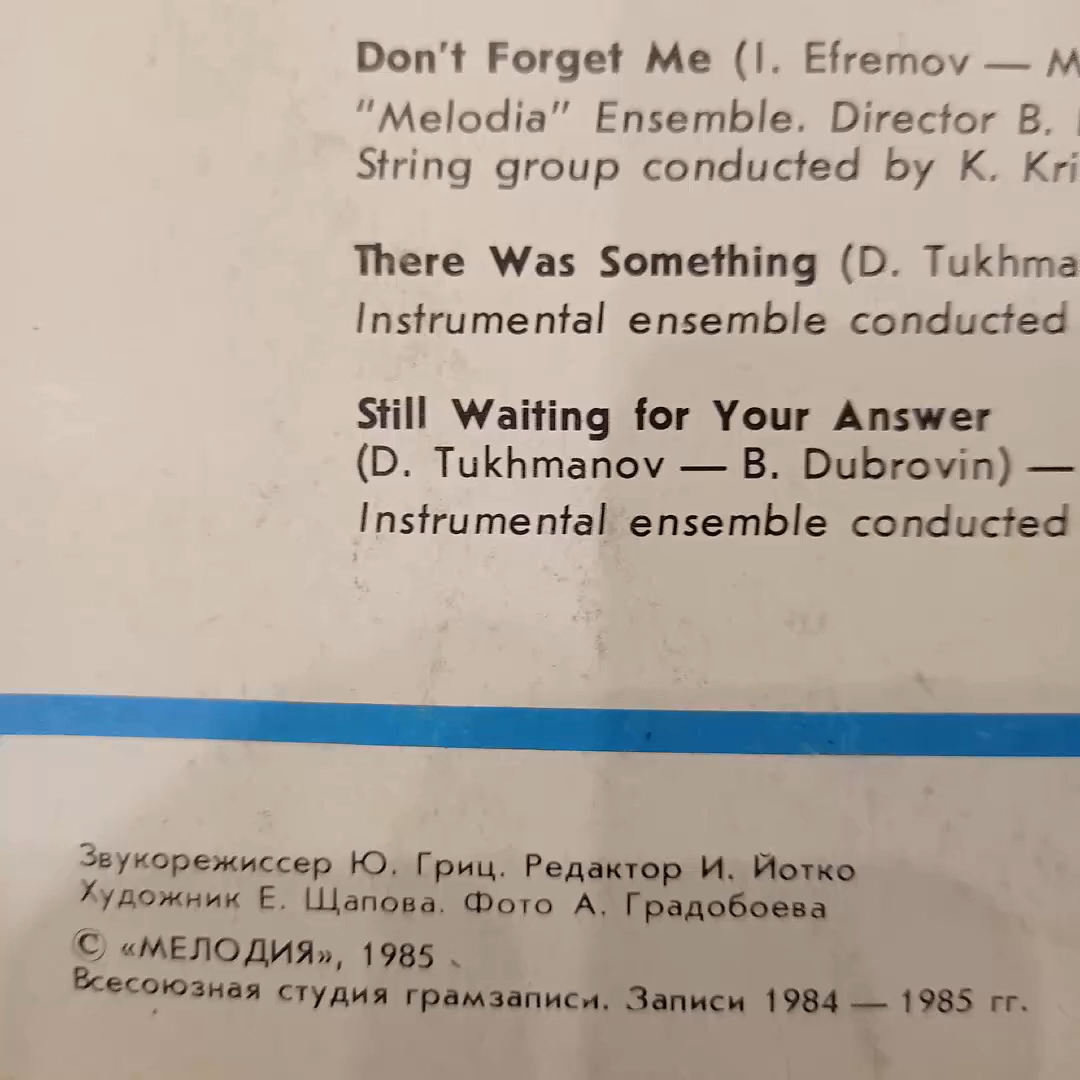 Don't Forget Me (I. Efremov —
"Melodia" Ensemble. Director B.
String group conducted by K. Kri
There Was Something (D. Tukhma
Instrumental ensemble conducted
Still Waiting for Your Answer
(D. Tukhmanov — B. Dubrovin) —
Instrumental ensemble conducted
Звукорежиссер Ю. Гриц. Редактор И. Йотко
Художник Е. Щапова. Фото А. Градобоева
© «МЕЛОДИЯ», 1985
Всесоюзная студия грамзаписи. Записи 1984 — 1985 гг.